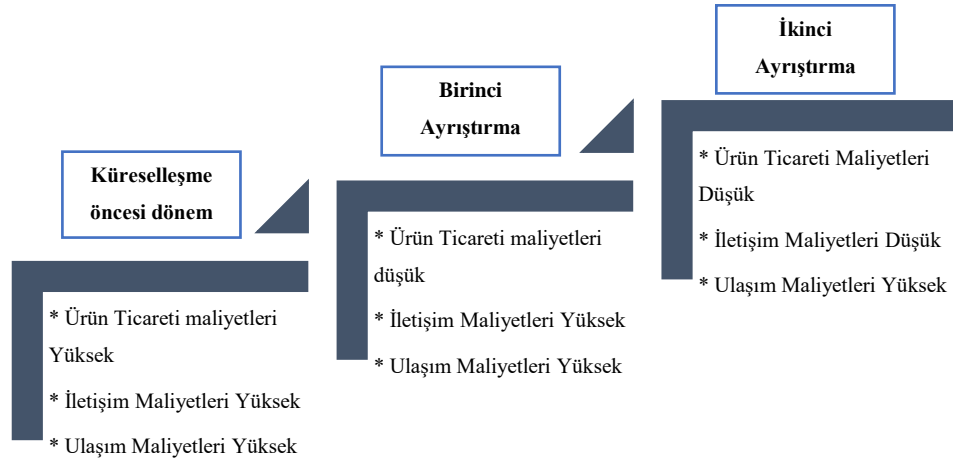 Küreselleşme
öncesi dönem
* Ürün Ticareti maliyetleri
Yüksek
* İletişim Maliyetleri Yüksek
* Ulaşım Maliyetleri Yüksek
Birinci
Ayrıştırma
* Ürün Ticareti maliyetleri
düşük
* İletişim Maliyetleri Yüksek
* Ulaşım Maliyetleri Yüksek
İkinci
Ayrıştırma
* Ürün Ticareti Maliyetleri
Düşük
* İletişim Maliyetleri Düşük
* Ulaşım Maliyetleri Yüksek